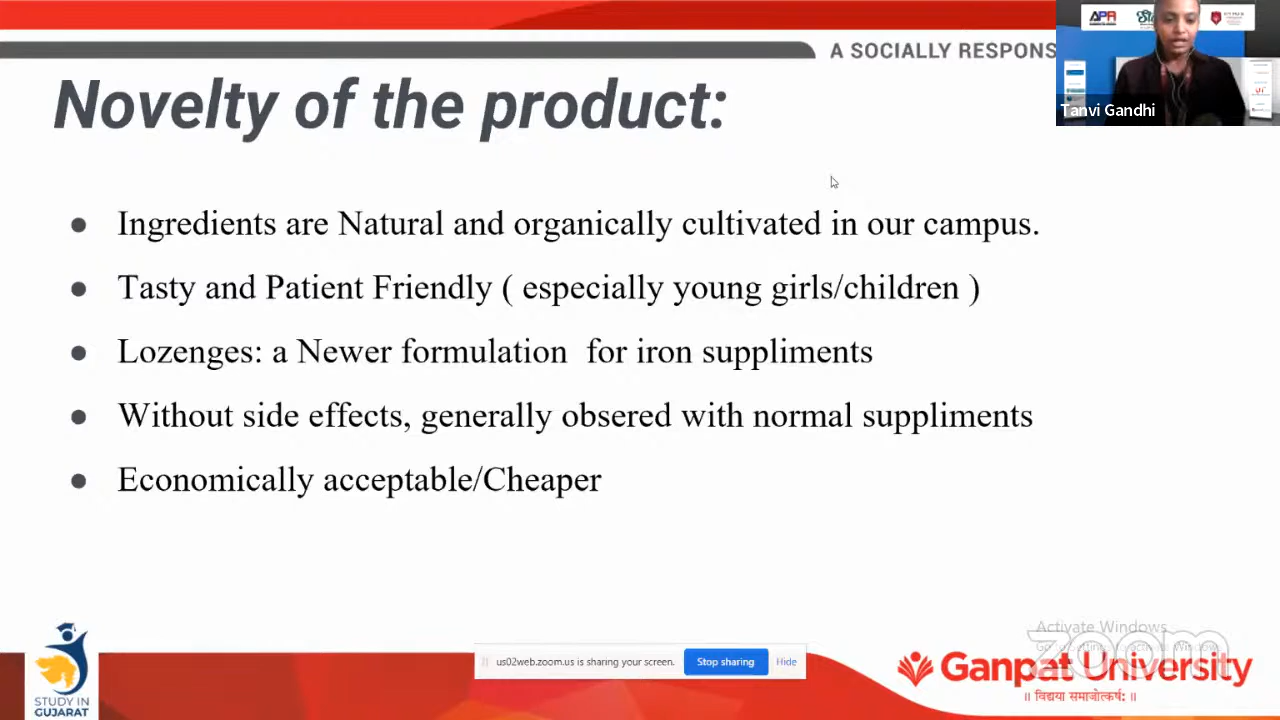 A SOCIALLY RESPONS
APA
Tanvi Gandhi
Novelty of the product:
● Ingredients are Natural and organically cultivated in our campus.
● Tasty and Patient Friendly ( especially young girls/children )
● Lozenges: a Newer formulation for iron suppliments
● Without side effects, generally obsered with normal suppliments
● Economically acceptable/Cheaper
STUDY IN
GUJARAT
us02web.zoom.us is sharing your screen. Stop sharing Hide
Activate Windows
zoom
Ganpat University
॥ विद्यया समाजोत्कर्ष: ॥